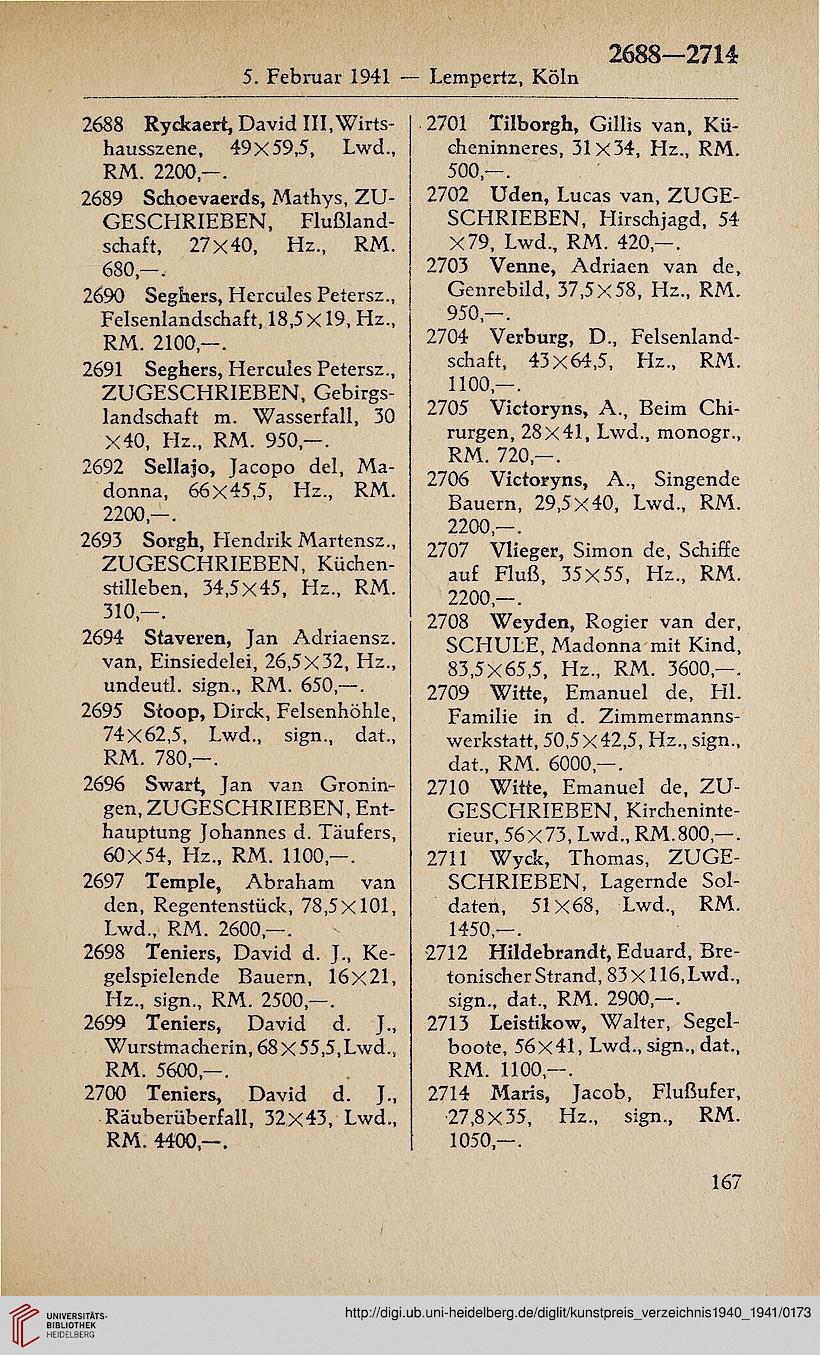 2688—2714
5. Februar 1941 — Lempertz, Köln
2688 Ryckaert, David III, Wirts-
hausszene, 49×59,5, Lwd.,
RM. 2200,—.
2689 Schoevaerds, Mathys, ZU-
GESCHRIEBEN, Flußland-
schaft, 27×40, Hz., RM.
680,—.
2690 Seghers, Hercules Petersz.,
Felsenlandschaft, 18,5×19, Hz.,
RM. 2100,—.
2691 Seghers, Hercules Petersz.,
ZUGESCHRIEBEN, Gebirgs-
landschaft m. Wasserfall, 30
×40, Hz., RM. 950,—.
2692 Sellajo, Jacopo del, Ma-
donna, 66×45,5, Hz., RM.
2200,—.
2693 Sorgh, Hendrik Martensz.,
ZUGESCHRIEBEN, Küchen-
stilleben, 34,5×45, Hz., RM.
310,—.
2694 Staveren, Jan Adriaensz.
van, Einsiedelei, 26,5×32, Hz.,
undeutl. sign., RM. 650,—.
2695 Stoop, Dirck, Felsenhöhle,
74×62,5, Lwd., sign., dat.,
RM. 780,—.
2696 Swart, Jan van Gronin-
gen, ZUGESCHRIEBEN, Ent-
hauptung Johannes d. Täufers,
60×54, Hz., RM. 1100,—.
2697 Temple, Abraham van
den, Regentenstück, 78,5×101,
Lwd., RM. 2600,—.
2698 Teniers, David d. J., Ke-
gelspielende Bauern, 16×21,
Hz., sign., RM. 2500,—.
2699 Teniers, David d. J.,
Wurstmacherin, 68×55,5, Lwd.,
RM. 5600,—.
2700 Teniers, David d. J.,
Räuberüberfall, 32×43, Lwd.,
RM. 4400,—.
2701 Tilborgh, Gillis van, Kü-
cheninneres, 31×34, Hz., RM.
500,—.
2702 Uden, Lucas van, ZUGE-
SCHRIEBEN, Hirschjagd, 54
×79, Lwd., RM. 420,—.
2703 Venne, Adriaen van de,
Genrebild, 37,5×58, Hz., RM.
950,—.
2704 Verburg, D., Felsenland-
schaft, 43×64,5, Hz., RM.
1100,—.
2705 Victoryns, A., Beim Chi-
rurgen, 28×41, Lwd., monogr.,
RM. 720,—.
2706 Victoryns, A., Singende
Bauern, 29,5×40, Lwd., RM.
2200,—.
2707 Vlieger, Simon de, Schiffe
auf Fluß, 35×55, Hz., RM.
2200,—.
2708 Weyden, Rogier van der,
SCHULE, Madonna mit Kind,
83,5×65,5, Hz., RM. 3600,—.
2709 Witte, Emanuel de, Hl.
Familie in d. Zimmermanns-
werkstatt, 50,5×42,5, Hz., sign.,
dat., RM. 6000,—.
2710 Witte, Emanuel de, ZU-
GESCHRIEBEN, Kircheninte-
rieur, 56×73, Lwd., RM. 800,—.
2711 Wyck, Thomas, ZUGE-
SCHRIEBEN, Lagernde Sol-
daten, 51×68, Lwd., RM.
1450,—.
2712 Hildebrandt, Eduard, Bre-
tonischer Strand, 83×116, Lwd.,
sign., dat., RM. 2900,—.
2713 Leistikow, Walter, Segel-
boote, 56×41, Lwd., sign., dat.,
RM. 1100,—.
2714 Maris, Jacob, Flußufer,
27,8×35, Hz., sign., RM.
1050,—.
167
UNIVERSITÄTS-
BIBLIOTHEK
HEIDELBERG
http://digi.ub.uni-heidelberg.de/diglit/kunstpreis_verzeichnis1940_1941/0173